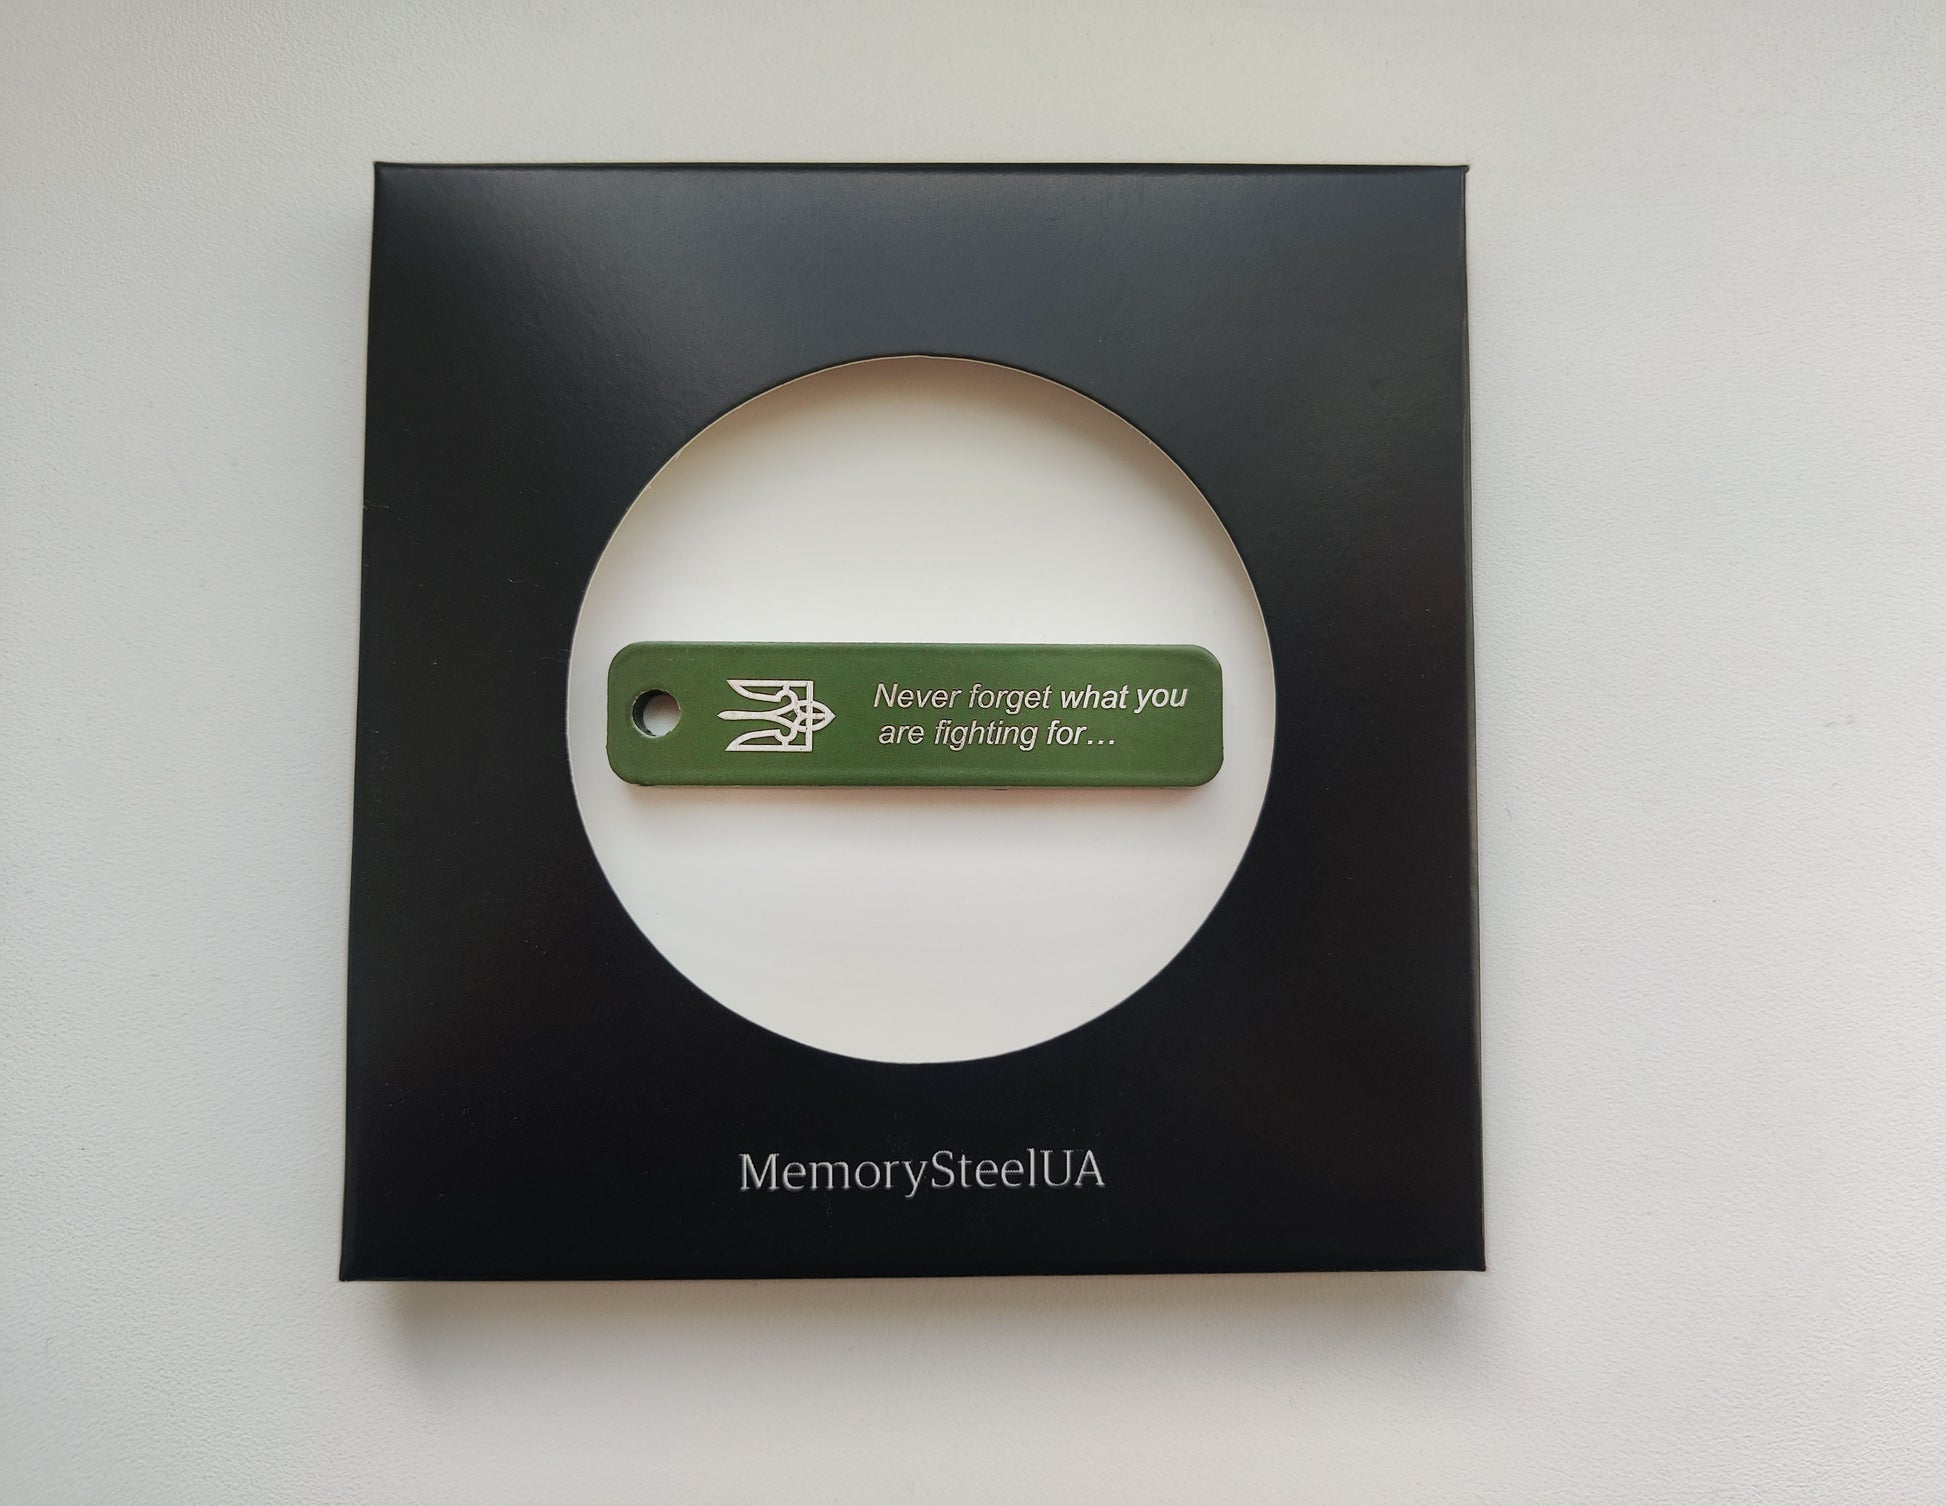 Never forget what you
are fighting for...
MemorySteelUA